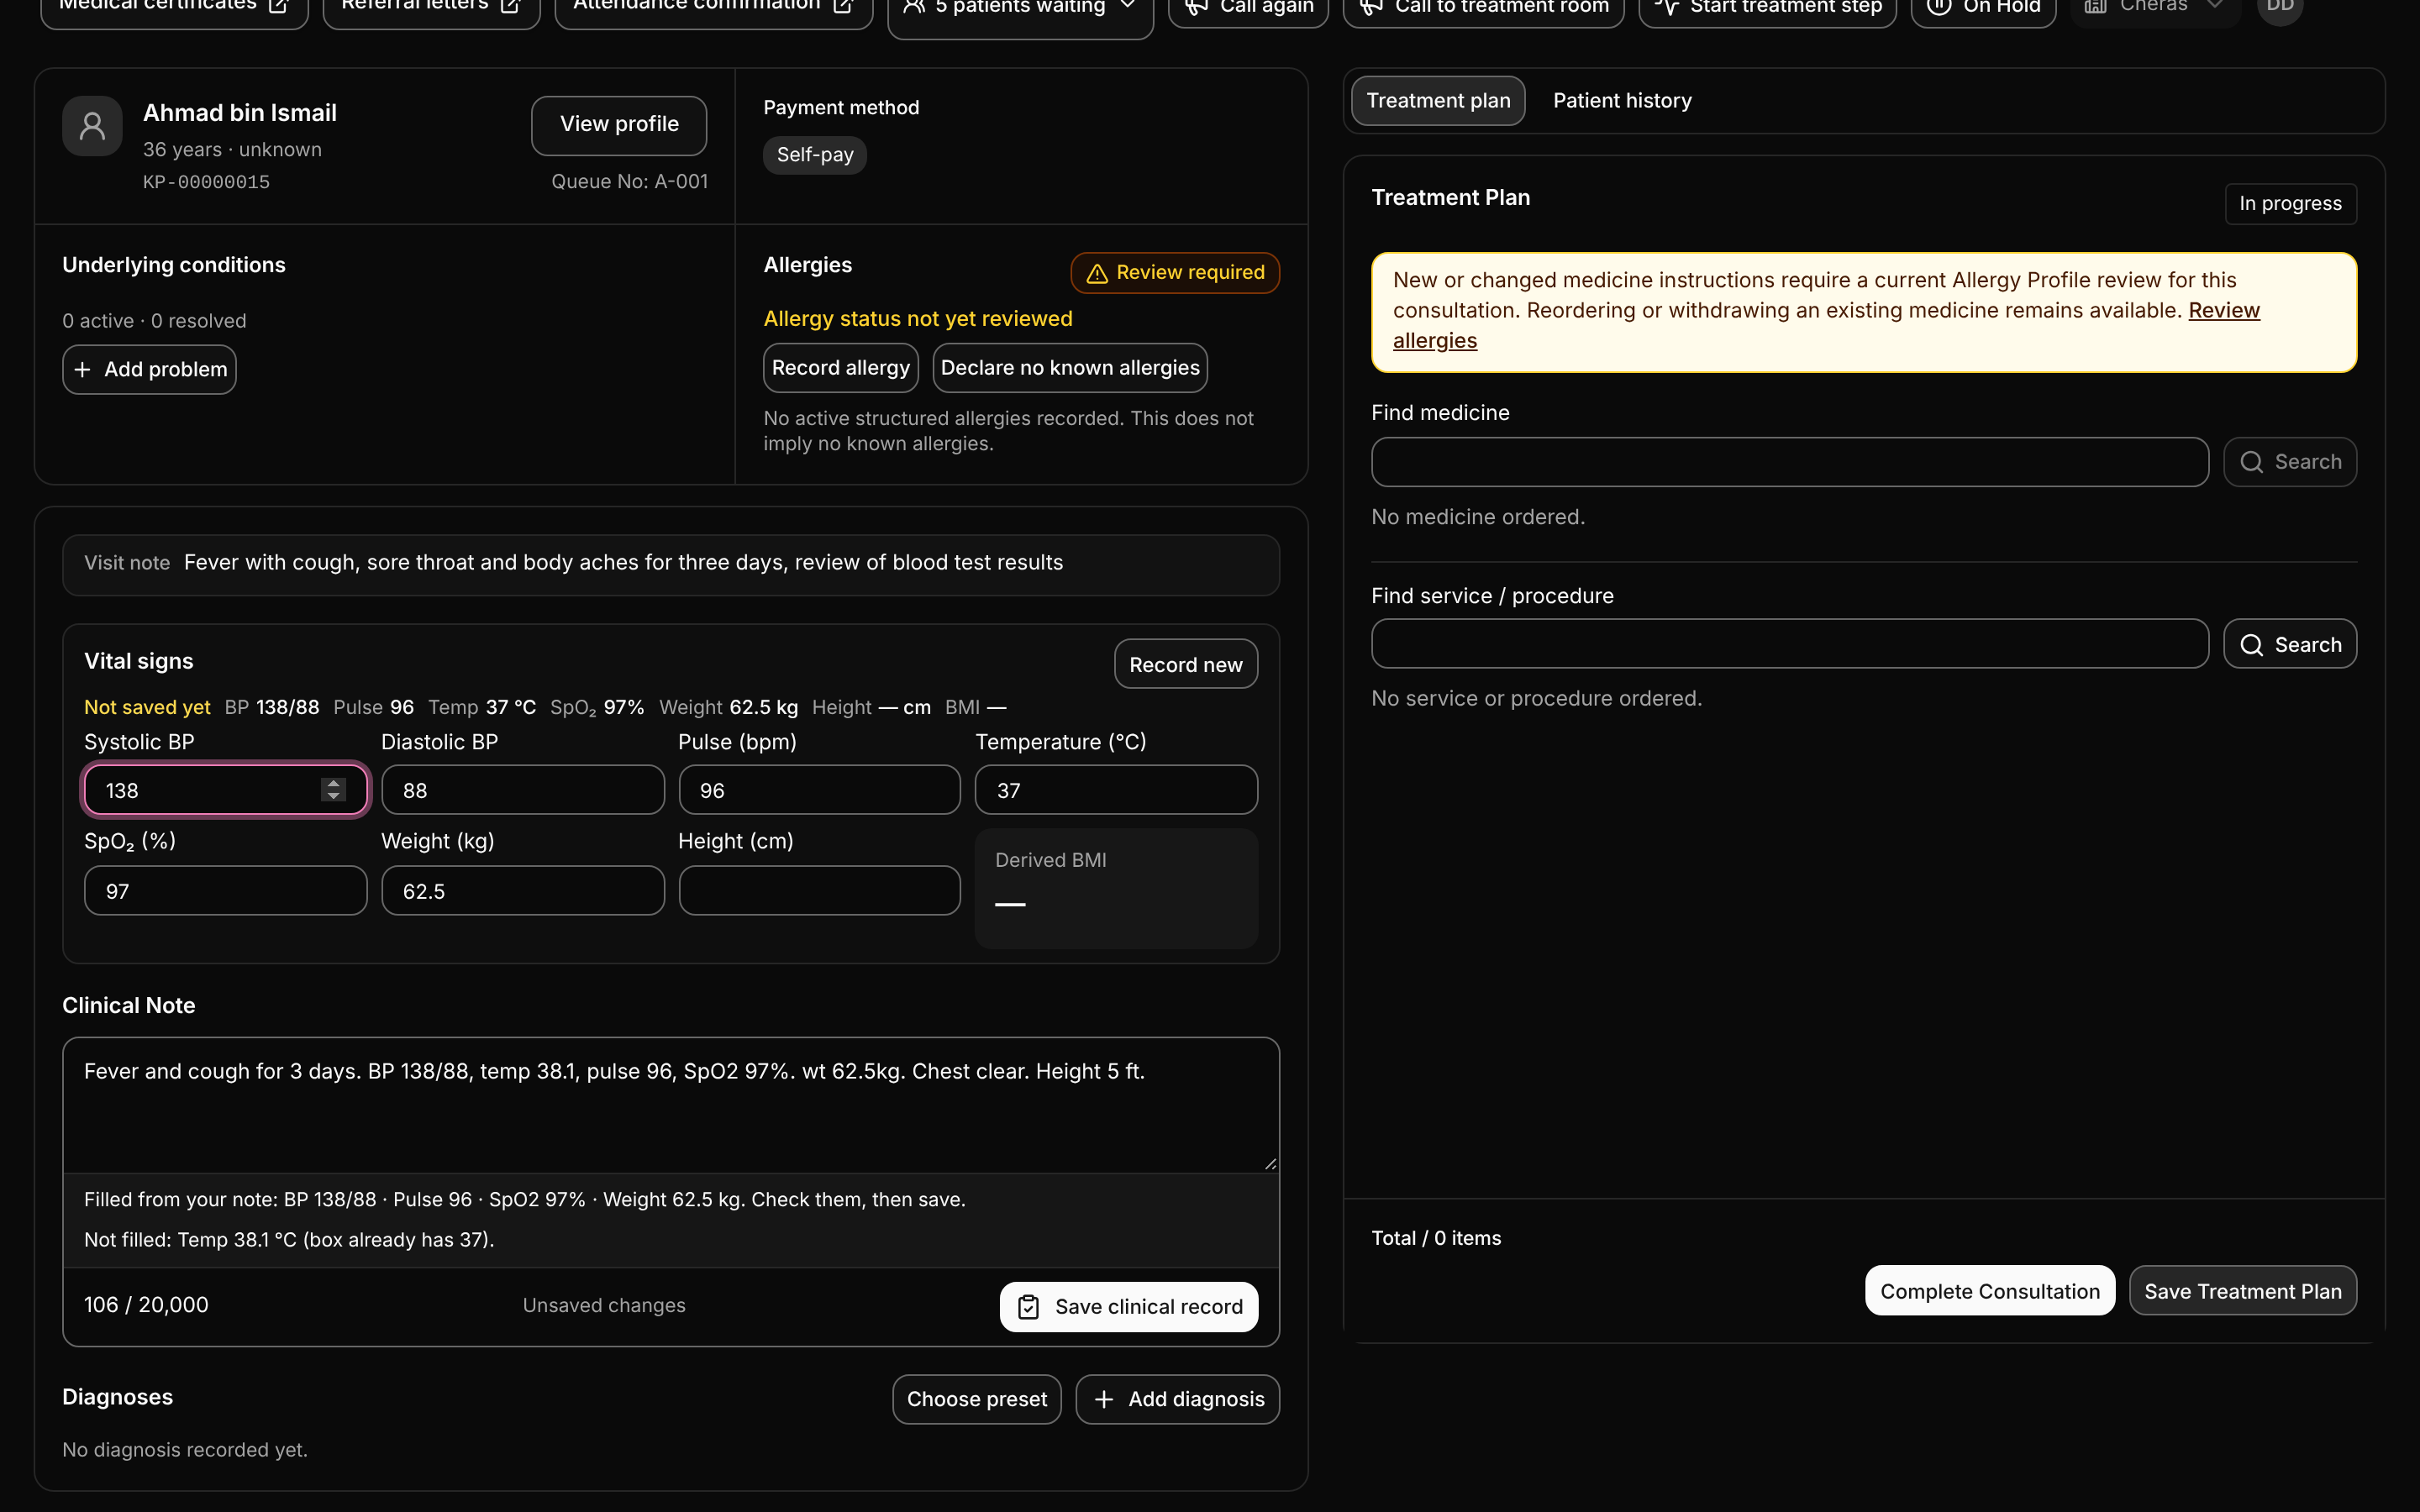 Medical certificates
Referral letters
Attendance confirmation
5 patients waiting
Call again
Call to treatment room
Start treatment step
On Hold
Cheras
DD
Ahmad bin Ismail
36 years · unknown
KP-00000015
View profile
Queue No: A-001
Payment method
Self-pay
Underlying conditions
0 active · 0 resolved
+ Add problem
Allergies
Review required
Allergy status not yet reviewed
Record allergy
Declare no known allergies
No active structured allergies recorded. This does not
imply no known allergies.
Visit note Fever with cough, sore throat and body aches for three days, review of blood test results
Vital signs
Record new
Not saved yet BP 138/88 Pulse 96 Temp 37 °C SpO₂ 97% Weight 62.5 kg Height — cm BMI —
Systolic BP
Diastolic BP
Pulse (bpm)
Temperature (°C)
138
88
96
37
SpO₂ (%)
Weight (kg)
Height (cm)
Derived BMI
97
62.5
—
Clinical Note
Fever and cough for 3 days. BP 138/88, temp 38.1, pulse 96, SpO2 97%. wt 62.5kg. Chest clear. Height 5 ft.
Filled from your note: BP 138/88 · Pulse 96 · SpO2 97% · Weight 62.5 kg. Check them, then save.
Not filled: Temp 38.1 °C (box already has 37).
106 / 20,000
Unsaved changes
Save clinical record
Diagnoses
Choose preset
+ Add diagnosis
No diagnosis recorded yet.
Treatment plan
Patient history
Treatment Plan
In progress
New or changed medicine instructions require a current Allergy Profile review for this
consultation. Reordering or withdrawing an existing medicine remains available. Review
allergies
Find medicine
Search
No medicine ordered.
Find service / procedure
Search
No service or procedure ordered.
Total / 0 items
Complete Consultation
Save Treatment Plan